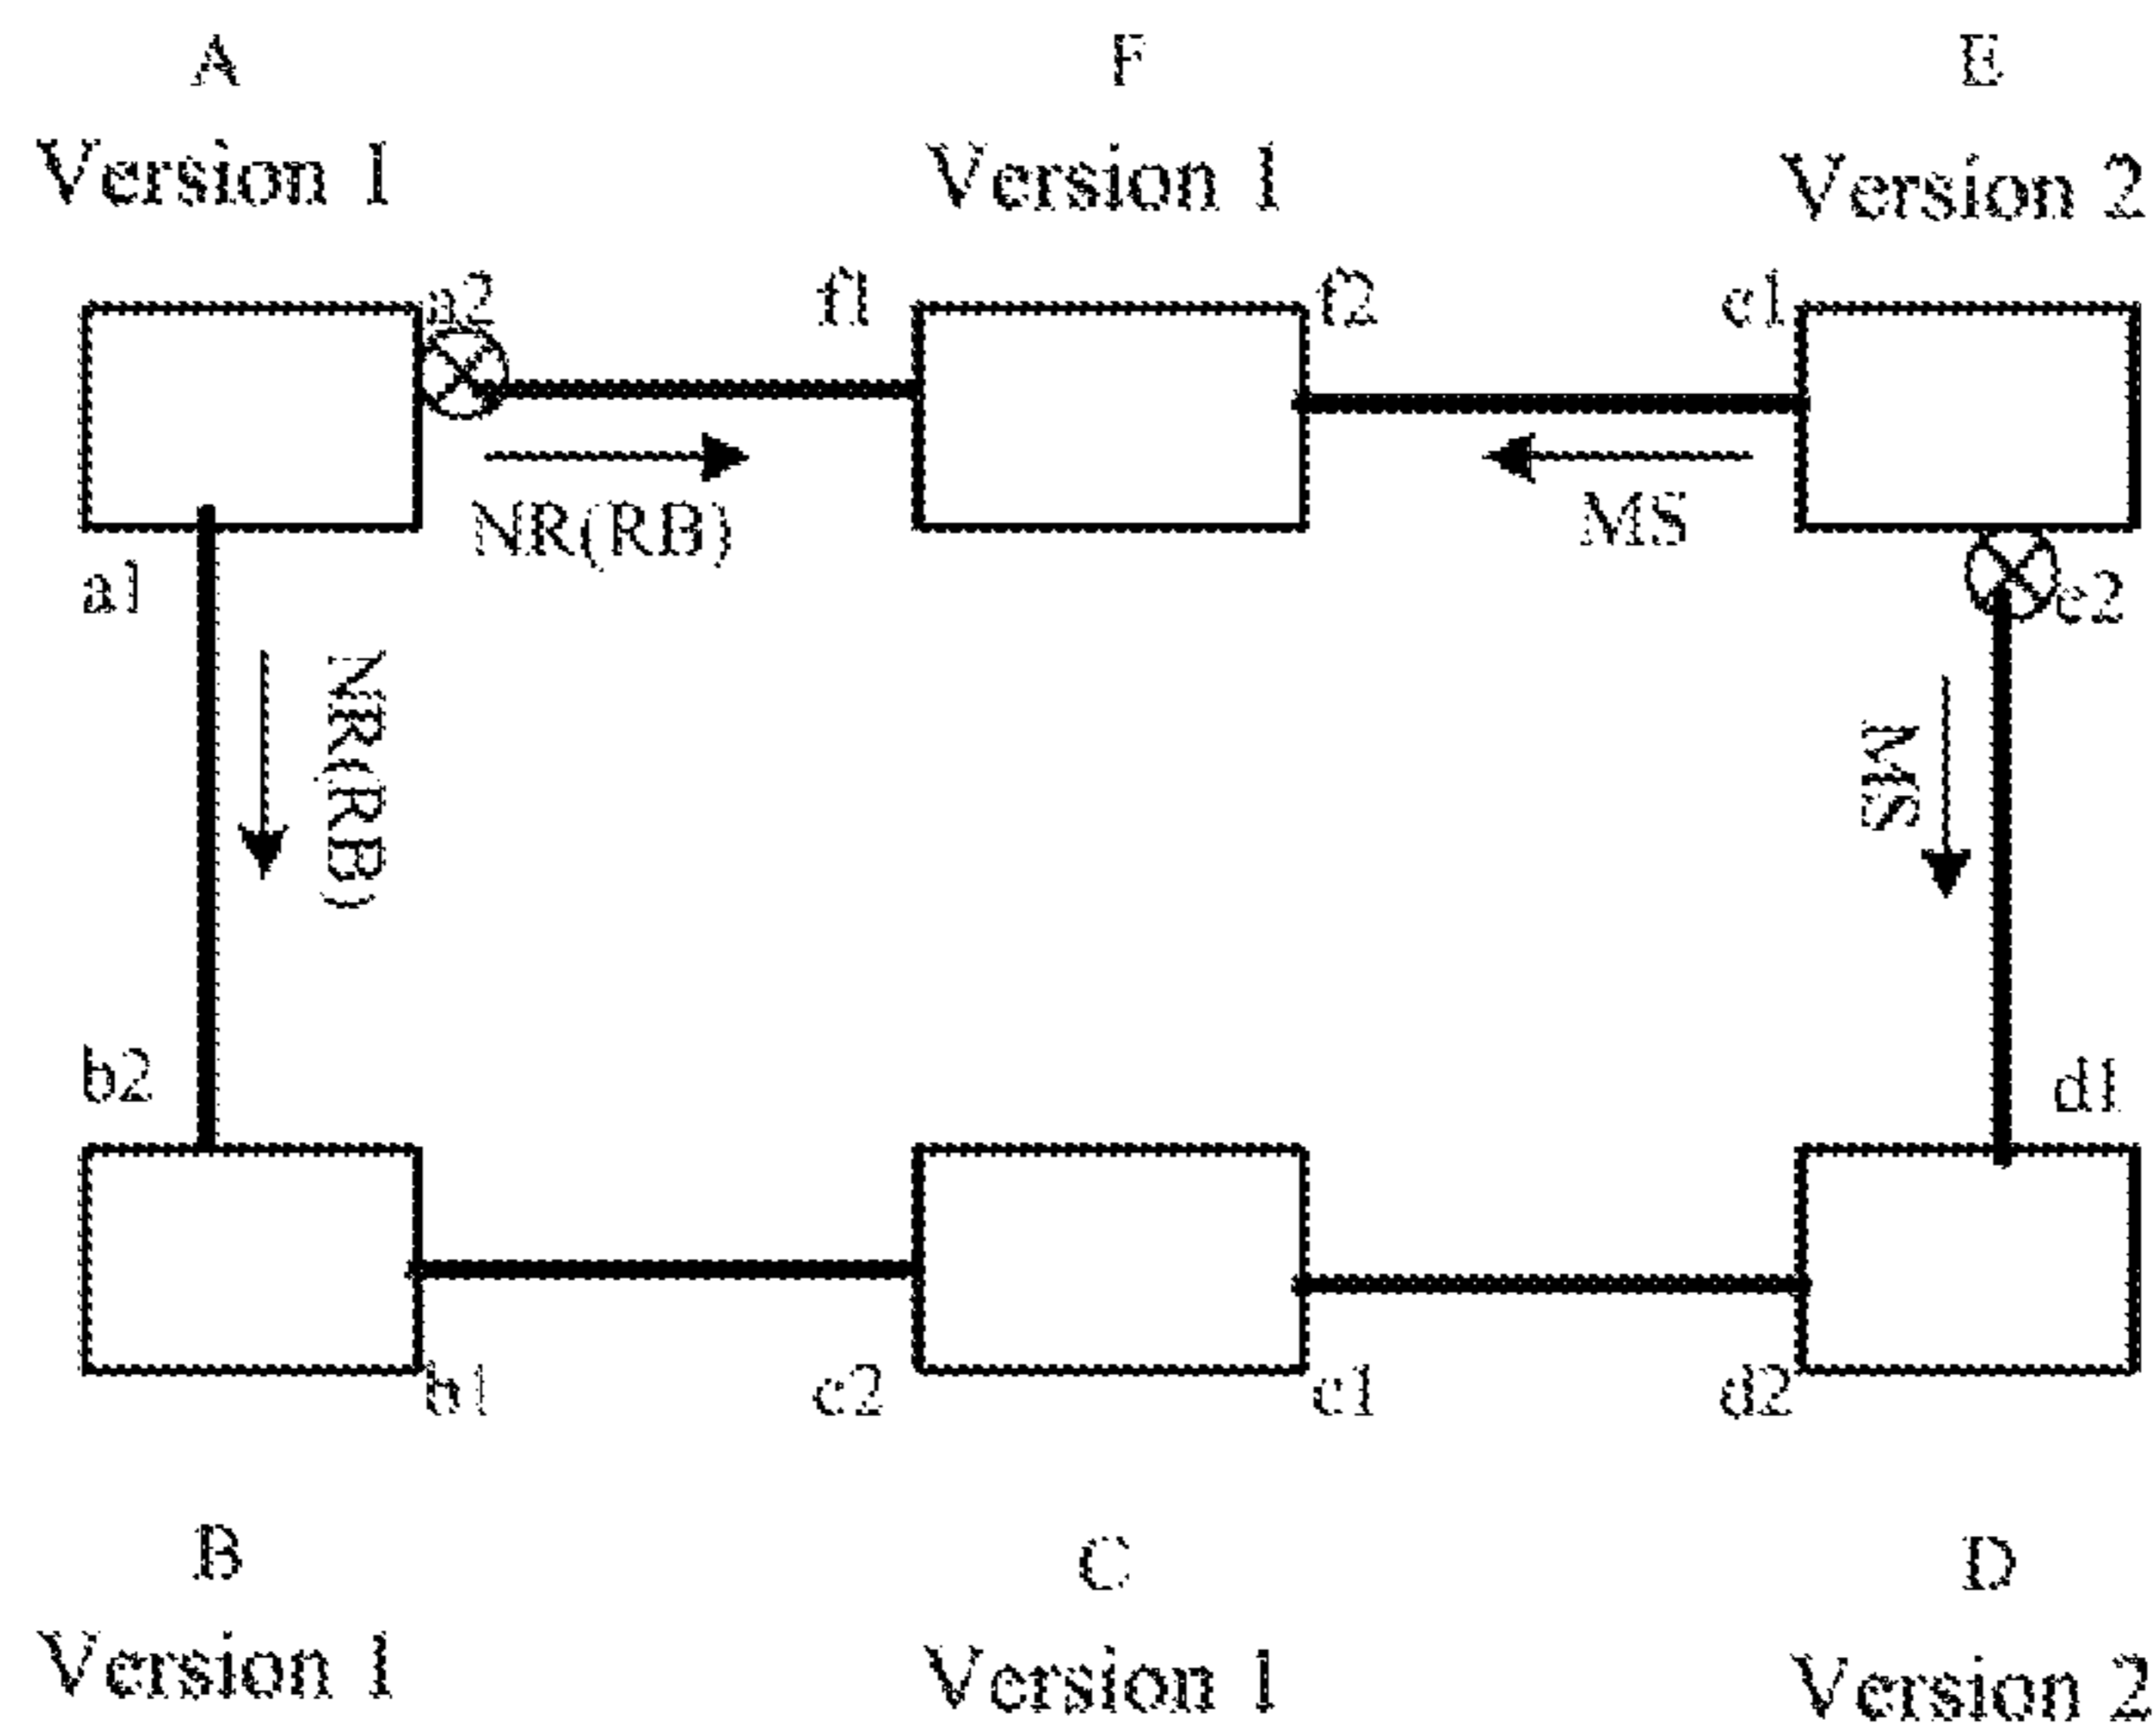 A
F
E
Version 1
Version 1
Version 2
a2
f1
f2
e1
NR(RB)
MS
a1
e2
NR(RB)
MS
b2
d1
b1
c2
c1
d2
B
C
D
Version 1
Version 1
Version 2